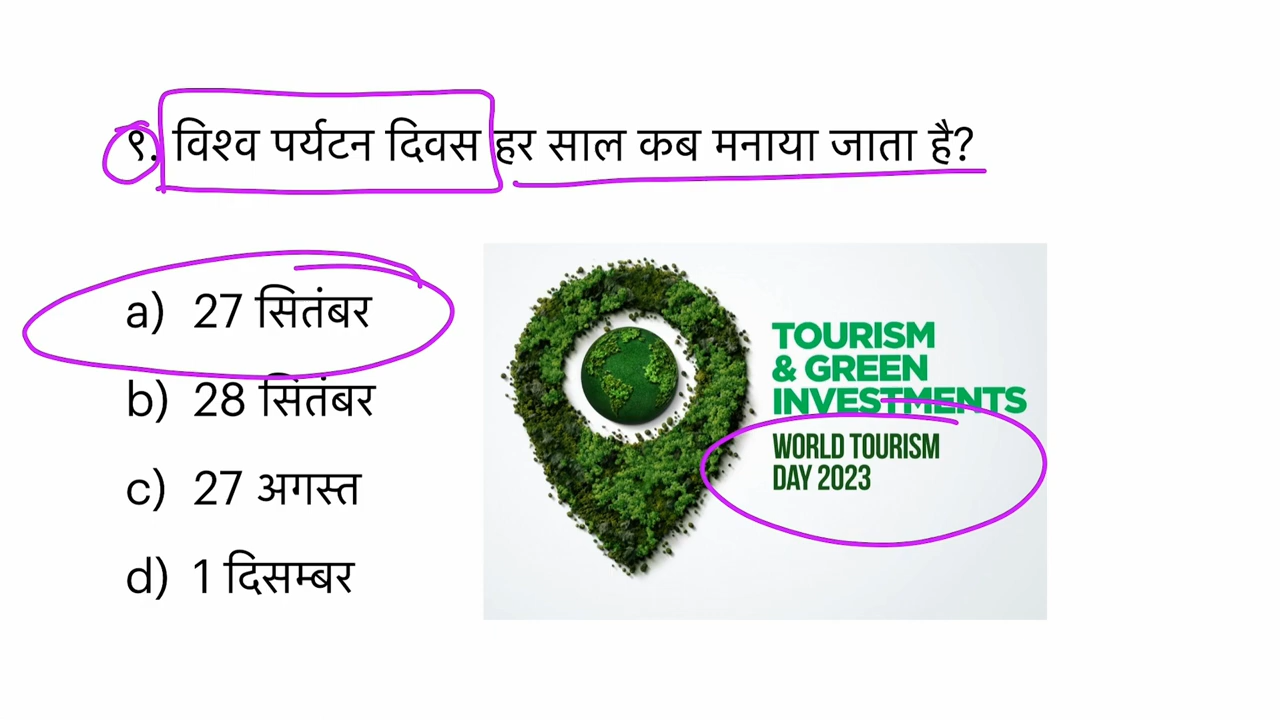 ९. विश्व पर्यटन दिवस हर साल कब मनाया जाता है?
a) 27 सितंबर
b) 28 सितंबर
c) 27 अगस्त
d) 1 दिसम्बर
TOURISM
& GREEN
INVESTMENTS
WORLD TOURISM
DAY 2023